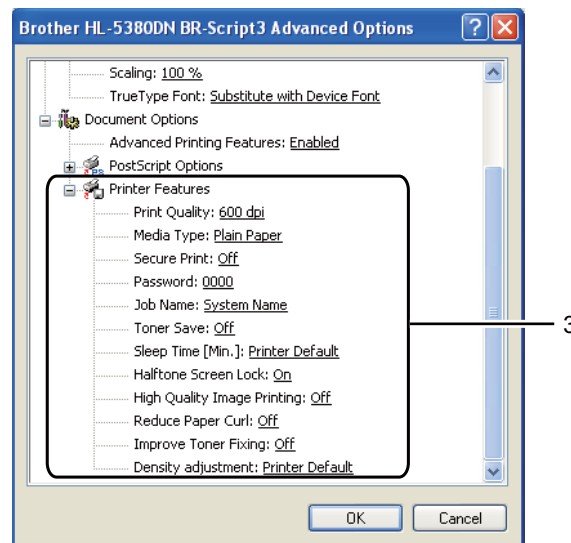 Brother HL-5380DN BR-Script3 Advanced Options
Scaling: 100 %
TrueType Font: Substitute with Device Font
Document Options
Advanced Printing Features: Enabled
PostScript Options
Printer Features
Print Quality: 600 dpi
Media Type: Plain Paper
Secure Print: Off
Password: 0000
Job Name: System Name
Toner Save: Off
Sleep Time [Min.]: Printer Default
Halftone Screen Lock: On
High Quality Image Printing: Off
Reduce Paper Curl: Off
Improve Toner Fixing: Off
Density adjustment: Printer Default
3
OK Cancel